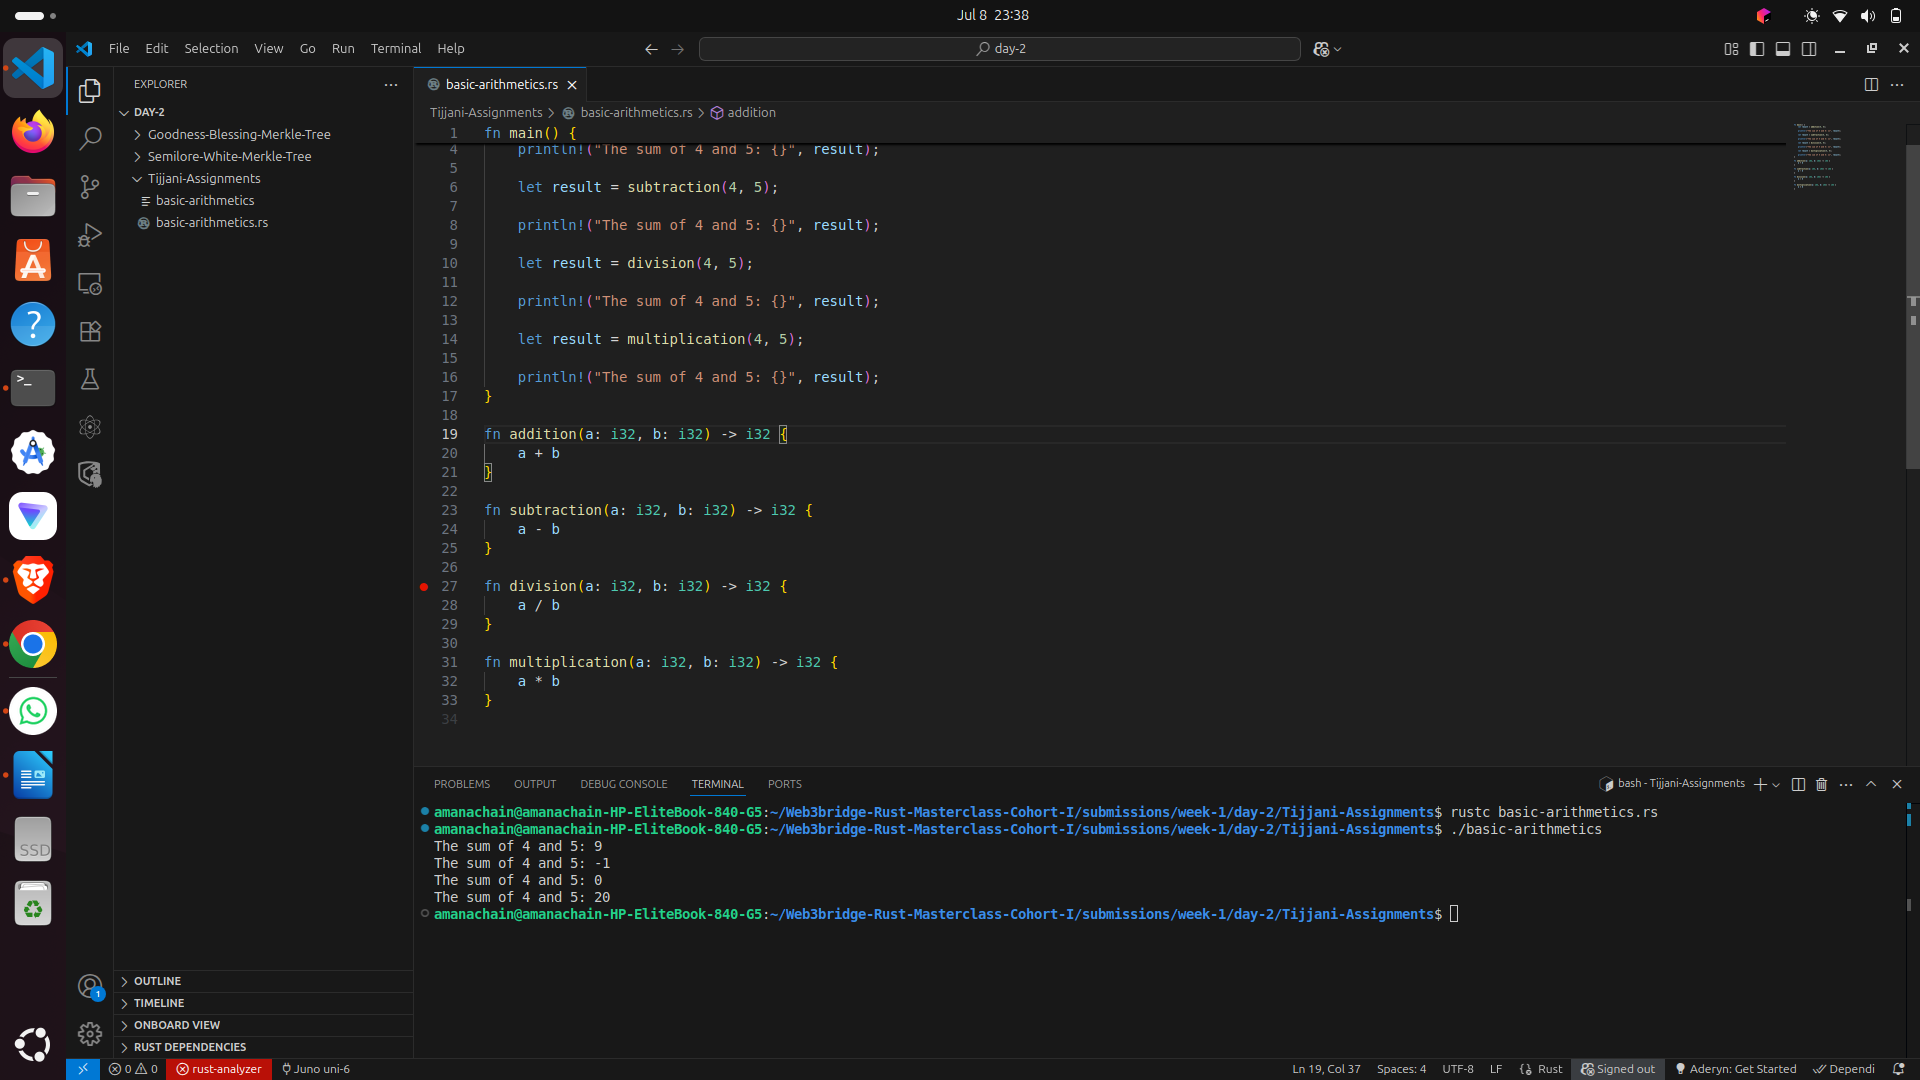 Jul 8 23:38
File Edit Selection View Go Run Terminal Help
day-2
EXPLORER
DAY-2
Goodness-Blessing-Merkle-Tree
Semilore-White-Merkle-Tree
Tijjani-Assignments
basic-arithmetics
basic-arithmetics.rs
OUTLINE
TIMELINE
ONBOARD VIEW
RUST DEPENDENCIES
basic-arithmetics.rs
Tijjani-Assignments > basic-arithmetics.rs > addition
1 fn main() {
4 println!("The sum of 4 and 5: {}", result);
5
6 let result = subtraction(4, 5);
7
8 println!("The sum of 4 and 5: {}", result);
9
10 let result = division(4, 5);
11
12 println!("The sum of 4 and 5: {}", result);
13
14 let result = multiplication(4, 5);
15
16 println!("The sum of 4 and 5: {}", result);
17 }
18
19 fn addition(a: i32, b: i32) -> i32 {
20 a + b
21 }
22
23 fn subtraction(a: i32, b: i32) -> i32 {
24 a - b
25 }
26
27 fn division(a: i32, b: i32) -> i32 {
28 a / b
29 }
30
31 fn multiplication(a: i32, b: i32) -> i32 {
32 a * b
33 }
34
PROBLEMS OUTPUT DEBUG CONSOLE TERMINAL PORTS
bash - Tijjani-Assignments
amanachain@amanachain-HP-EliteBook-840-G5:~/Web3bridge-Rust-Masterclass-Cohort-I/submissions/week-1/day-2/Tijjani-Assignments$ rustc basic-arithmetics.rs
amanachain@amanachain-HP-EliteBook-840-G5:~/Web3bridge-Rust-Masterclass-Cohort-I/submissions/week-1/day-2/Tijjani-Assignments$ ./basic-arithmetics
The sum of 4 and 5: 9
The sum of 4 and 5: -1
The sum of 4 and 5: 0
The sum of 4 and 5: 20
amanachain@amanachain-HP-EliteBook-840-G5:~/Web3bridge-Rust-Masterclass-Cohort-I/submissions/week-1/day-2/Tijjani-Assignments$
SSD
1
0 0 rust-analyzer Juno uni-6
Ln 19, Col 37 Spaces: 4 UTF-8 LF {} Rust Signed out Aderyn: Get Started Dependi